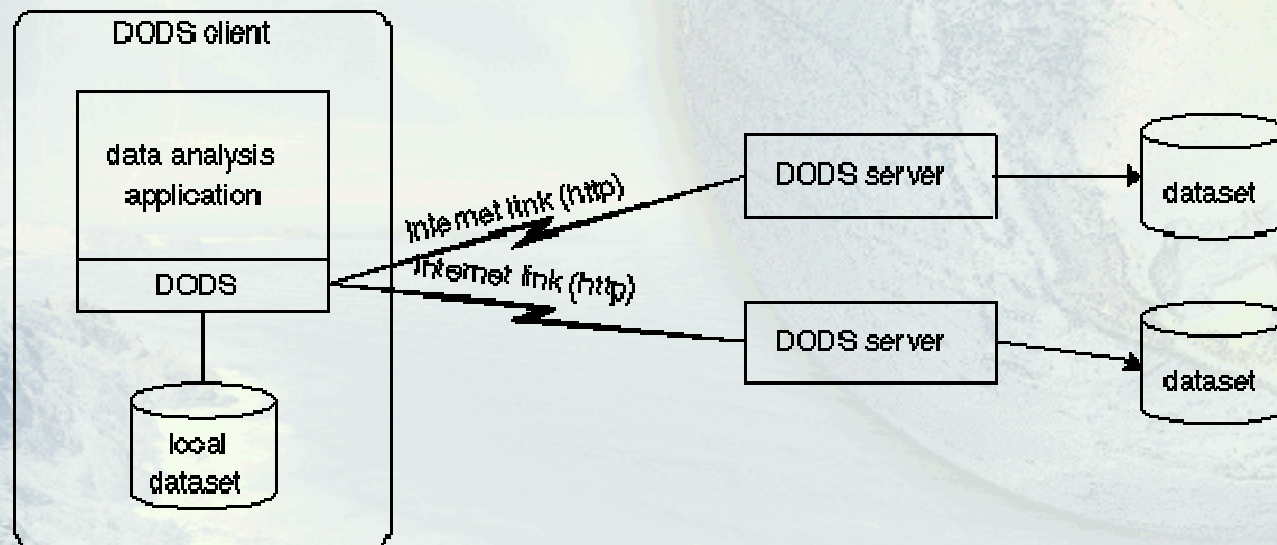 DODS client
data analysis
application
DODS
local
dataset
Internet link (http)
Internet link (http)
DODS server
dataset
DODS server
dataset